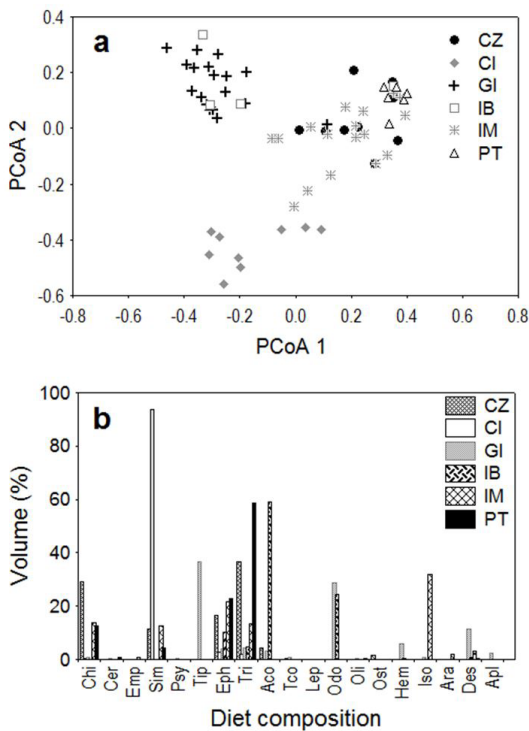 a
0.4
0.2
0.0
-0.2
-0.4
-0.6
PCoA 2
-0.8 -0.6 -0.4 -0.2 0.0 0.2 0.4 0.6 0.8
PCoA 1
CZ
CI
GI
IB
IM
PT
b
100
80
60
40
20
0
Volume (%)
CZ
CI
GI
IB
IM
PT
Chi Cer Emp Sim Psy Tip Eph Tri Aco Tco Lep Odo Oli Ost Hem Iso Ara Des Apl
Diet composition